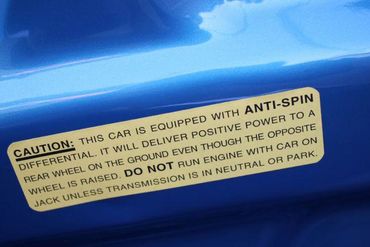 CAUTION: THIS CAR IS EQUIPPED WITH ANTI-SPIN
DIFFERENTIAL. IT WILL DELIVER POSITIVE POWER TO A
REAR WHEEL ON THE GROUND EVEN THOUGH THE OPPOSITE
WHEEL IS RAISED. DO NOT RUN ENGINE WITH CAR ON
JACK UNLESS TRANSMISSION IS IN NEUTRAL OR PARK.